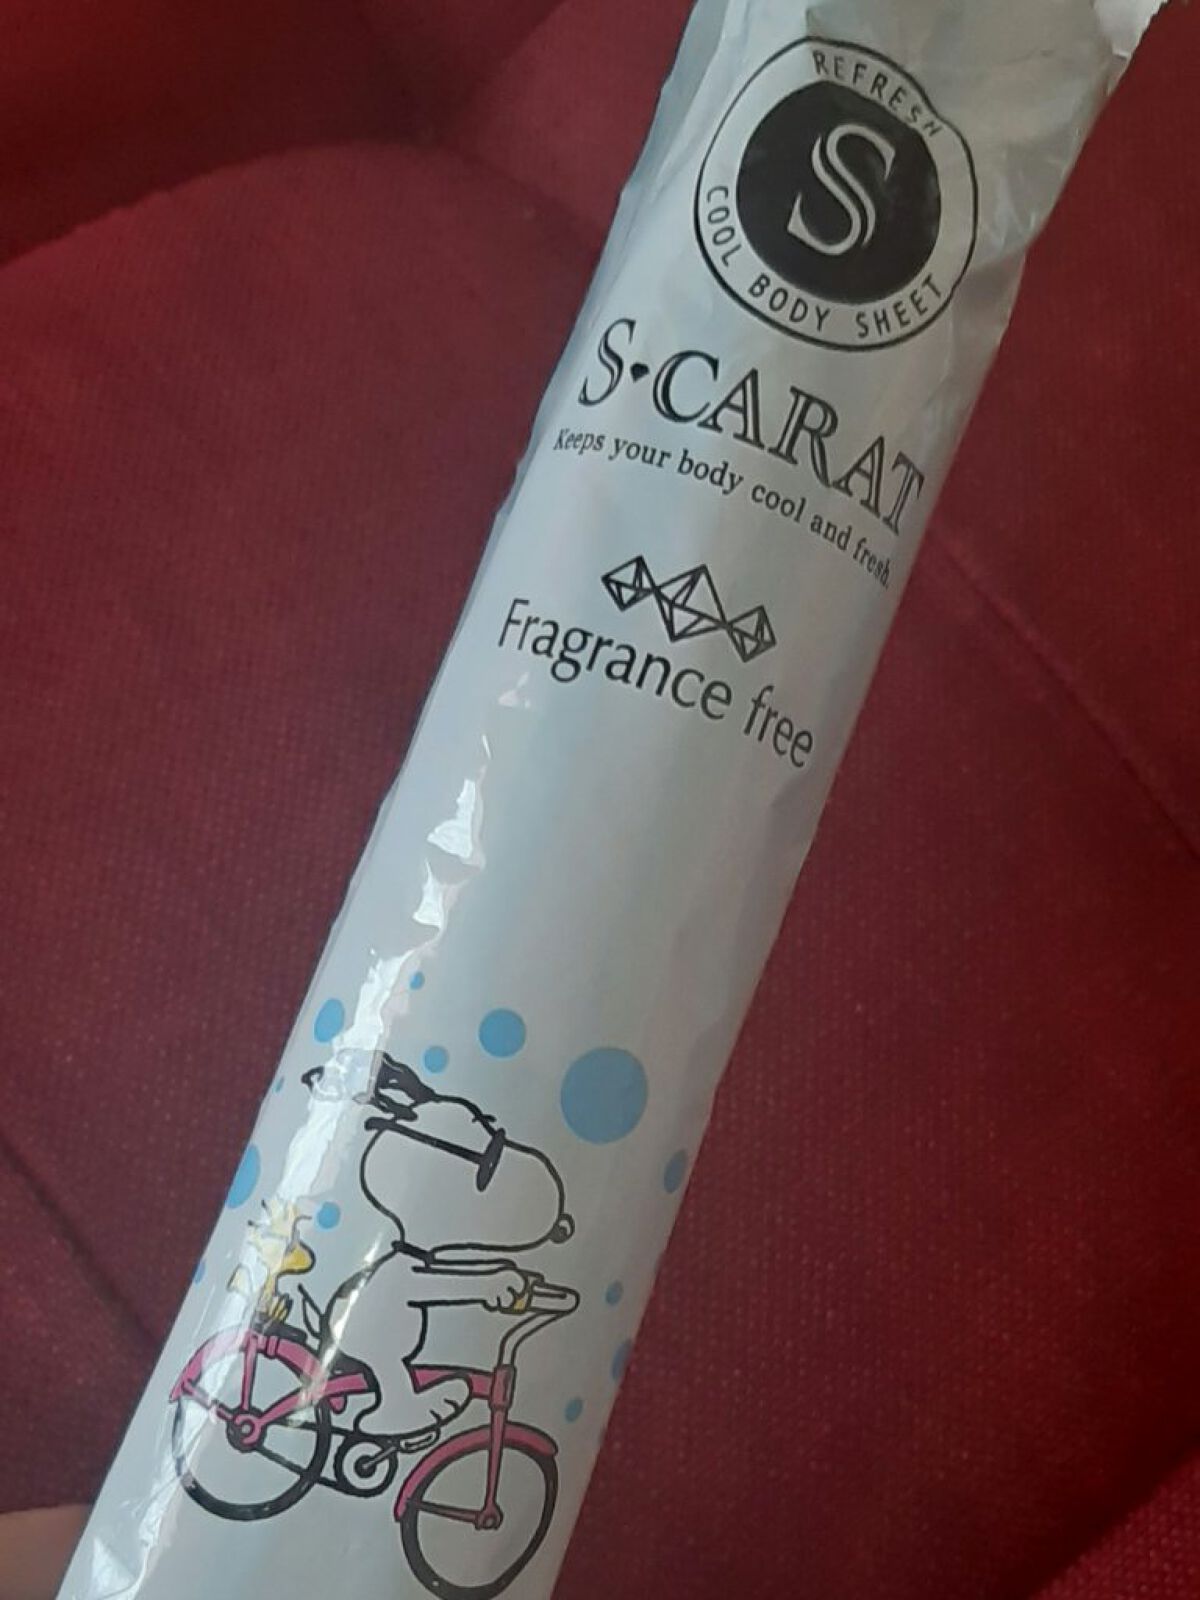 REFRESH
S
COOL BODY SHEET
S♦CARAT
Keeps your body cool and fresh.
Fragrance free